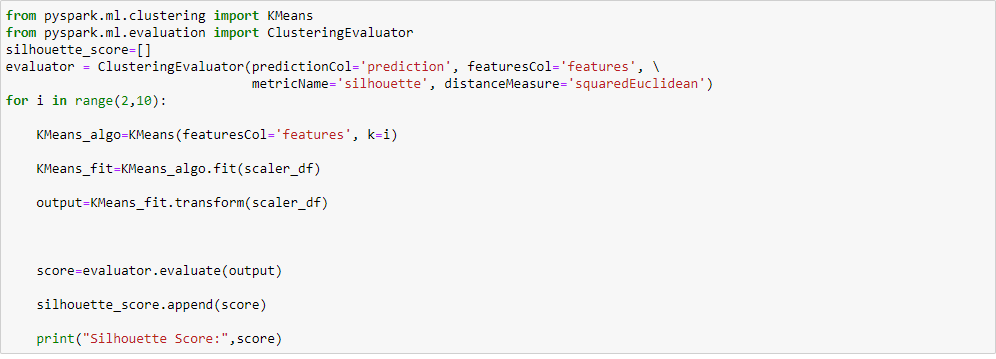 from pyspark.ml.clustering import KMeans
from pyspark.ml.evaluation import ClusteringEvaluator
silhouette_score=[]
evaluator = ClusteringEvaluator(predictionCol='prediction', featuresCol='features', \
                                metricName='silhouette', distanceMeasure='squaredEuclidean')
for i in range(2,10):
    KMeans_algo=KMeans(featuresCol='features', k=i)
    KMeans_fit=KMeans_algo.fit(scaler_df)
    output=KMeans_fit.transform(scaler_df)
    score=evaluator.evaluate(output)
    silhouette_score.append(score)
    print("Silhouette Score:",score)